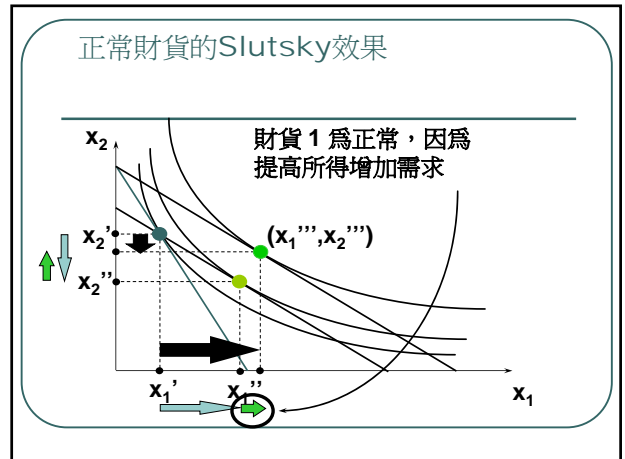 正常財貨的Slutsky效果
財貨 1 爲正常，因爲
提高所得增加需求
x₂
x₂’
(x₁’’’,x₂’’’)
x₂’’
x₁’
x₁’’
x₁